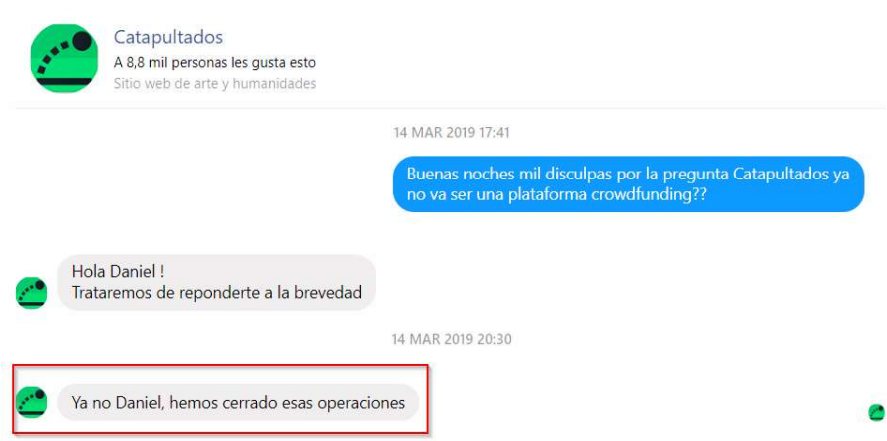 Catapultados
A 8,8 mil personas les gusta esto
Sitio web de arte y humanidades
14 MAR 2019 17:41
Buenas noches mil disculpas por la pregunta Catapultados ya
no va ser una plataforma crowdfunding??
Hola Daniel !
Trataremos de reponderte a la brevedad
14 MAR 2019 20:30
Ya no Daniel, hemos cerrado esas operaciones